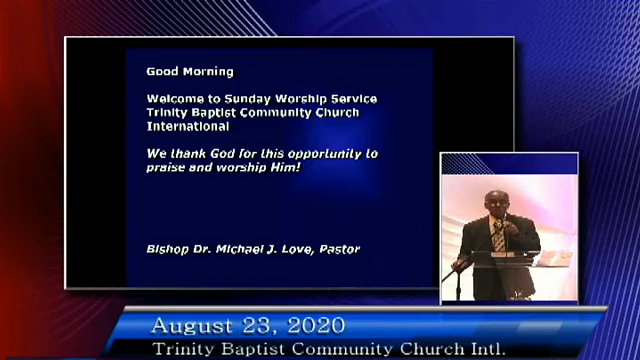 Good Morning
Welcome to Sunday Worship Service
Trinity Baptist Community Church
International
We thank God for this opportunity to
praise and worship Him!
Bishop Dr. Michael J. Love, Pastor
August 23, 2020
Trinity Baptist Community Church Intl.